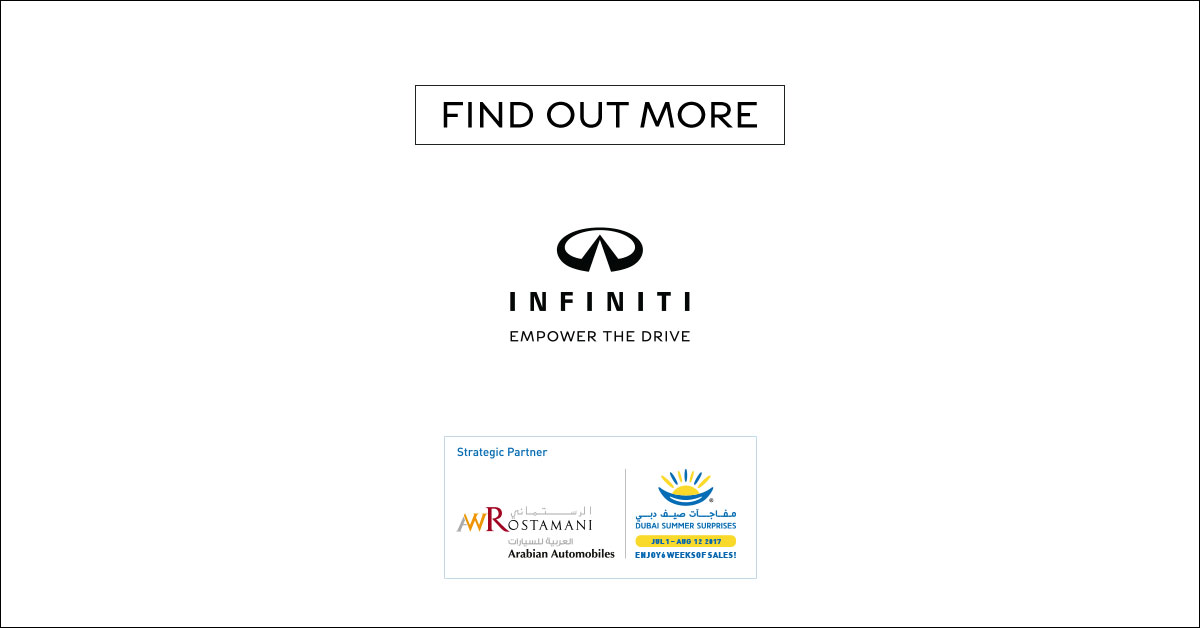 FIND OUT MORE
INFINITI
EMPOWER THE DRIVE
Strategic Partner
الرستماني
AWROSTAMANI
العربية للسيارات
Arabian Automobiles
®
مفاجآت صيف دبي
DUBAI SUMMER SURPRISES
JUL 1 – AUG 12 2017
ENJOY 6 WEEKS OF SALES!